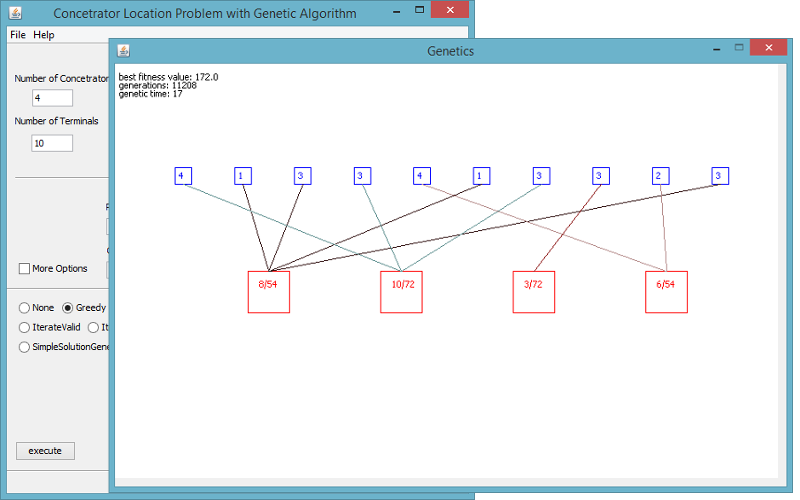 Concetrator Location Problem with Genetic Algorithm
File Help
Genetics
best fitness value: 172.0
generations: 11208
genetic time: 17
Number of Concetrator
4
Number of Terminals
10
4 1 3 3 4 1 3 3 2 3
8/54 10/72 3/72 6/54
More Options
None Greedy
IterateValid It
SimpleSolutionGene
execute